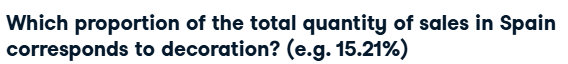 Which proportion of the total quantity of sales in Spain
corresponds to decoration? (e.g. 15.21%)